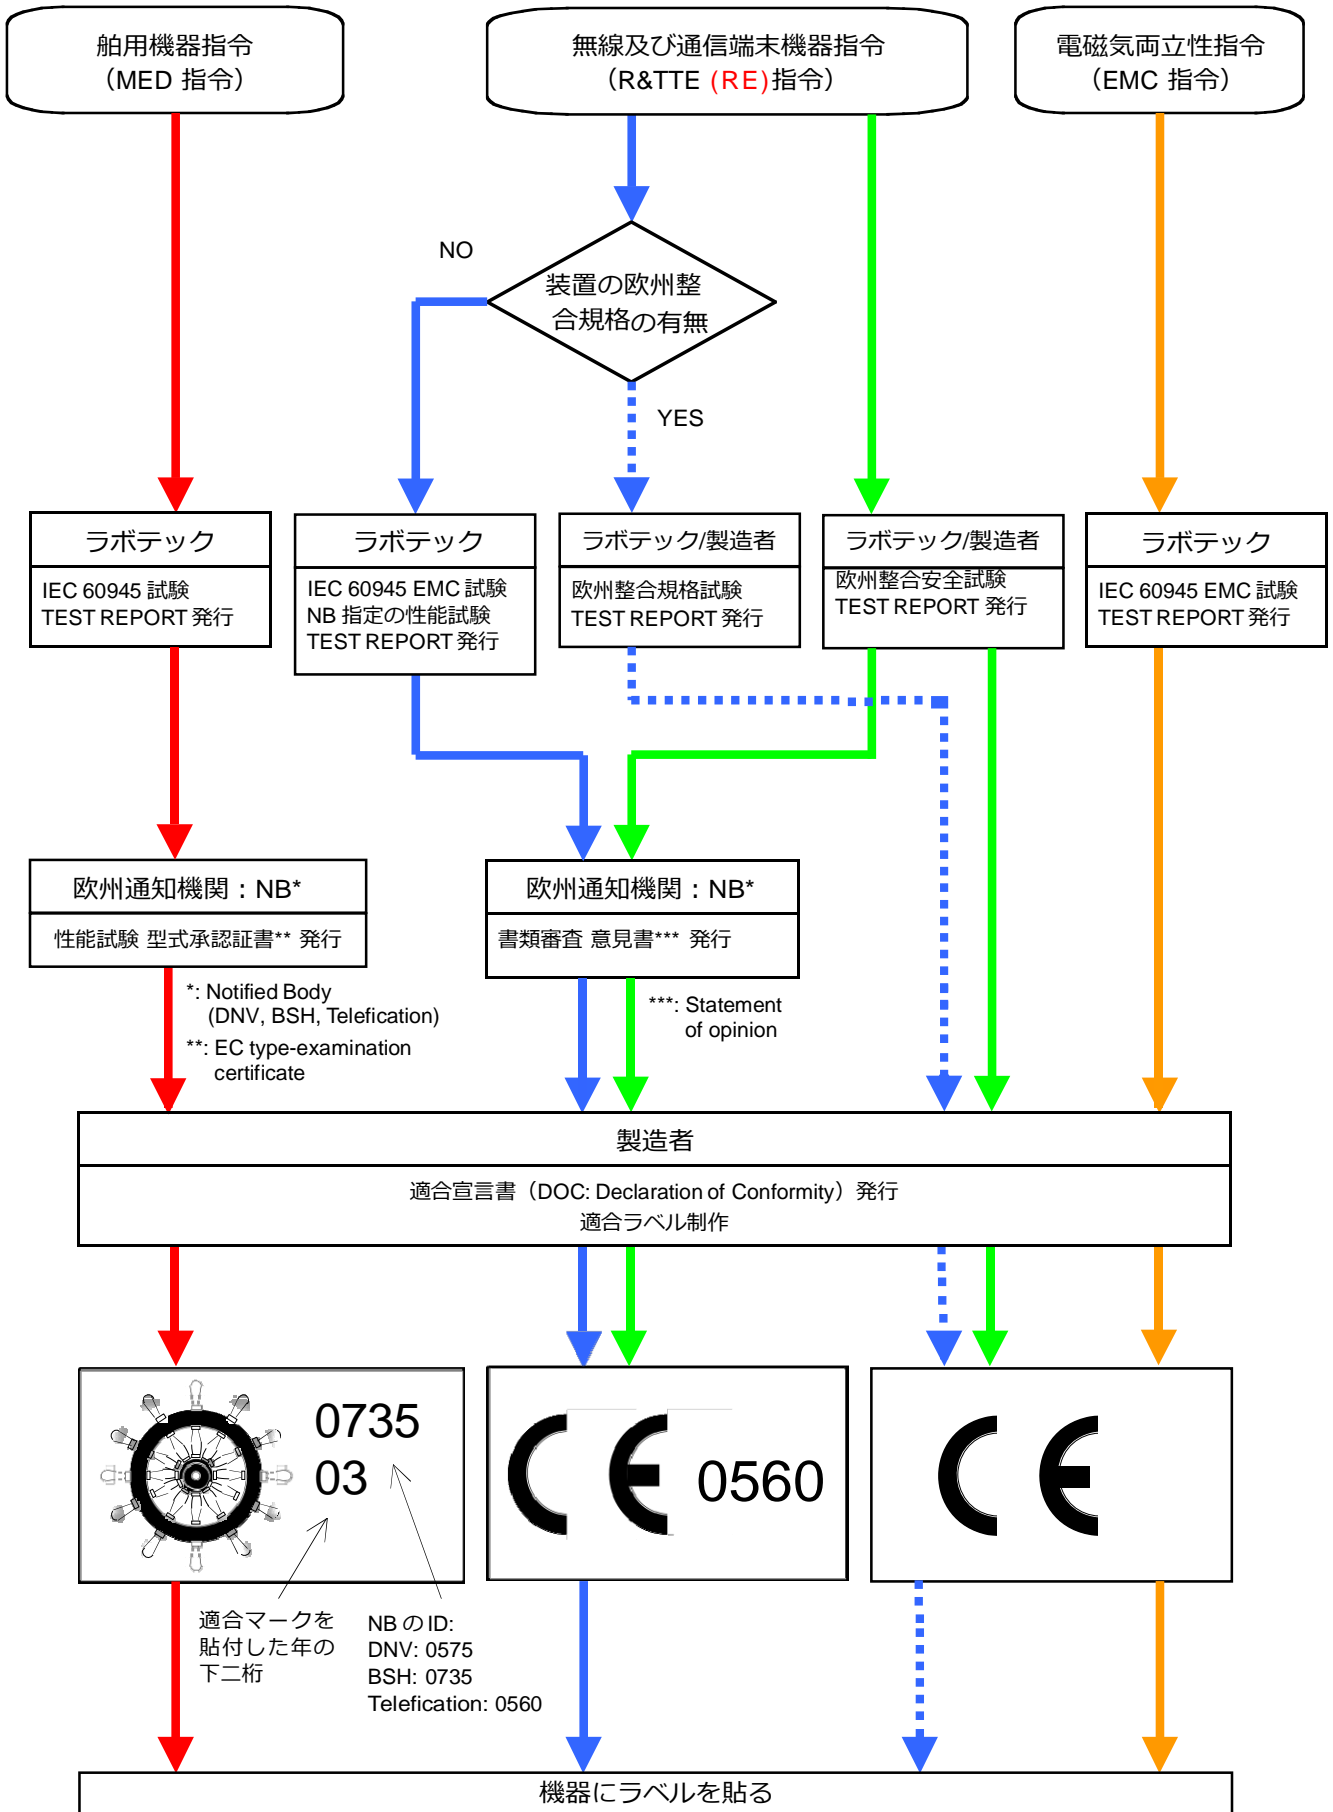 舶用機器指令
（MED 指令）
無線及び通信端末機器指令
（R&TTE (RE)指令）
電磁気両立性指令
（EMC 指令）
NO
装置の欧州整
合規格の有無
YES
ラボテック
IEC 60945 試験
TEST REPORT 発行
ラボテック
IEC 60945 EMC 試験
NB 指定の性能試験
TEST REPORT 発行
ラボテック/製造者
欧州整合規格試験
TEST REPORT 発行
ラボテック/製造者
欧州整合安全試験
TEST REPORT 発行
ラボテック
IEC 60945 EMC 試験
TEST REPORT 発行
欧州通知機関：NB*
性能試験 型式承認証書** 発行
欧州通知機関：NB*
書類審査 意見書*** 発行
*: Notified Body
(DNV, BSH, Telefication)
**: EC type-examination
certificate
***: Statement
of opinion
製造者
適合宣言書（DOC: Declaration of Conformity）発行
適合ラベル制作
0735
03
CE 0560
CE
適合マークを
貼付した年の
下二桁
NB の ID:
DNV: 0575
BSH: 0735
Telefication: 0560
機器にラベルを貼る